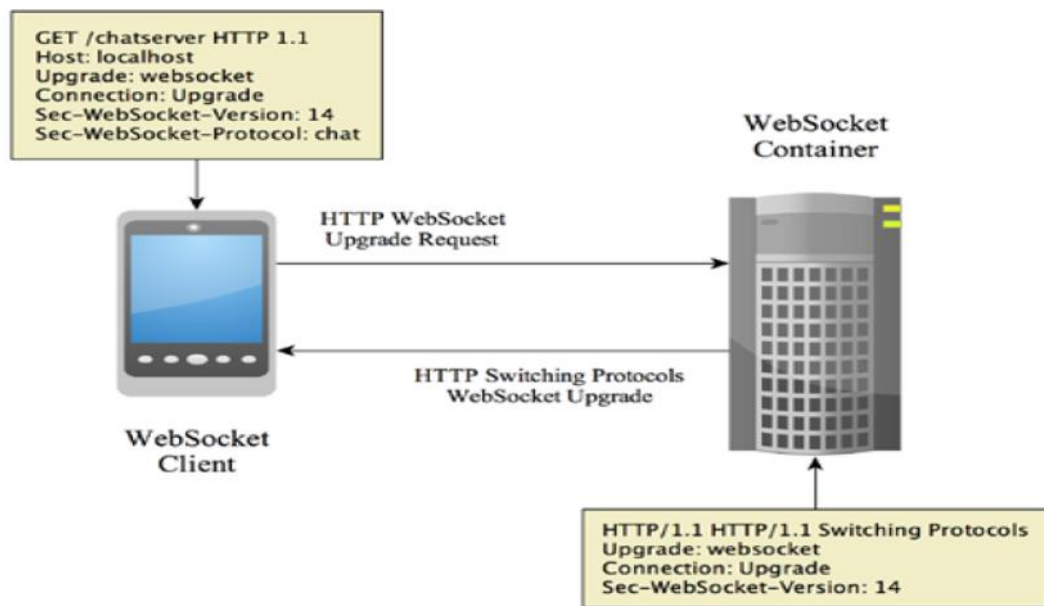 GET /chatserver HTTP 1.1
Host: localhost
Upgrade: websocket
Connection: Upgrade
Sec-WebSocket-Version: 14
Sec-WebSocket-Protocol: chat
WebSocket
Container
HTTP WebSocket
Upgrade Request
HTTP Switching Protocols
WebSocket Upgrade
WebSocket
Client
HTTP/1.1 HTTP/1.1 Switching Protocols
Upgrade: websocket
Connection: Upgrade
Sec-WebSocket-Version: 14